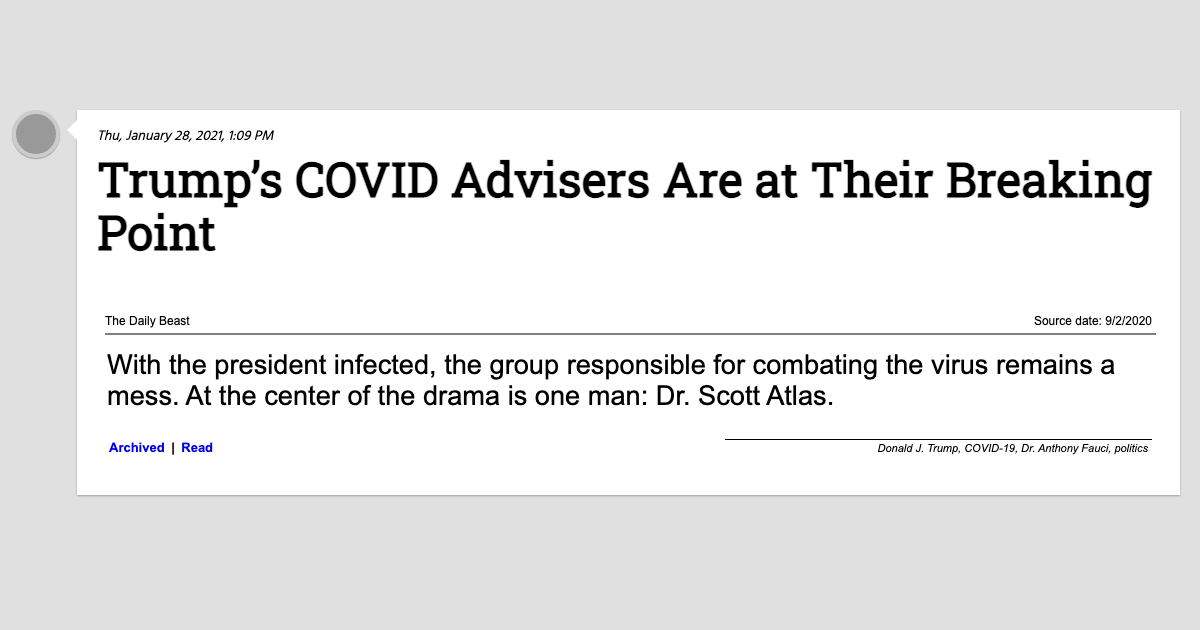 Thu, January 28, 2021, 1:09 PM
Trump’s COVID Advisers Are at Their Breaking
Point
The Daily Beast
Source date: 9/2/2020
With the president infected, the group responsible for combating the virus remains a
mess. At the center of the drama is one man: Dr. Scott Atlas.
Archived | Read
Donald J. Trump, COVID-19, Dr. Anthony Fauci, politics